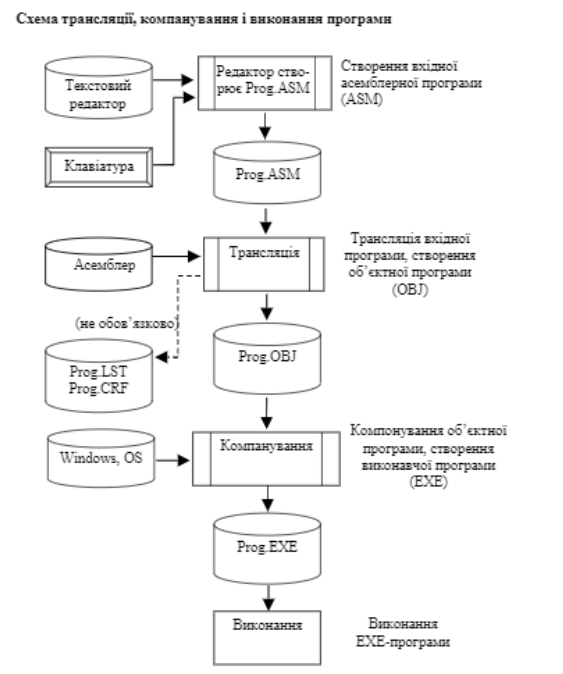 Схема трансляції, компанування і виконання програми
Текстовий
редактор
Редактор ство-
рює Prog.ASM
Створення вхідної
асемблерної програми
(ASM)
Клавіатура
Prog.ASM
Асемблер
Трансляція
Трансляція вхідної
програми, створення
об’єктної програми
(OBJ)
(не обов’язково)
Prog.LST
Prog.CRF
Prog.OBJ
Windows, OS
Компанування
Компонування об’єктної
програми, створення
виконавчої програми
(EXE)
Prog.EXE
Виконання
Виконання
EXE-програми